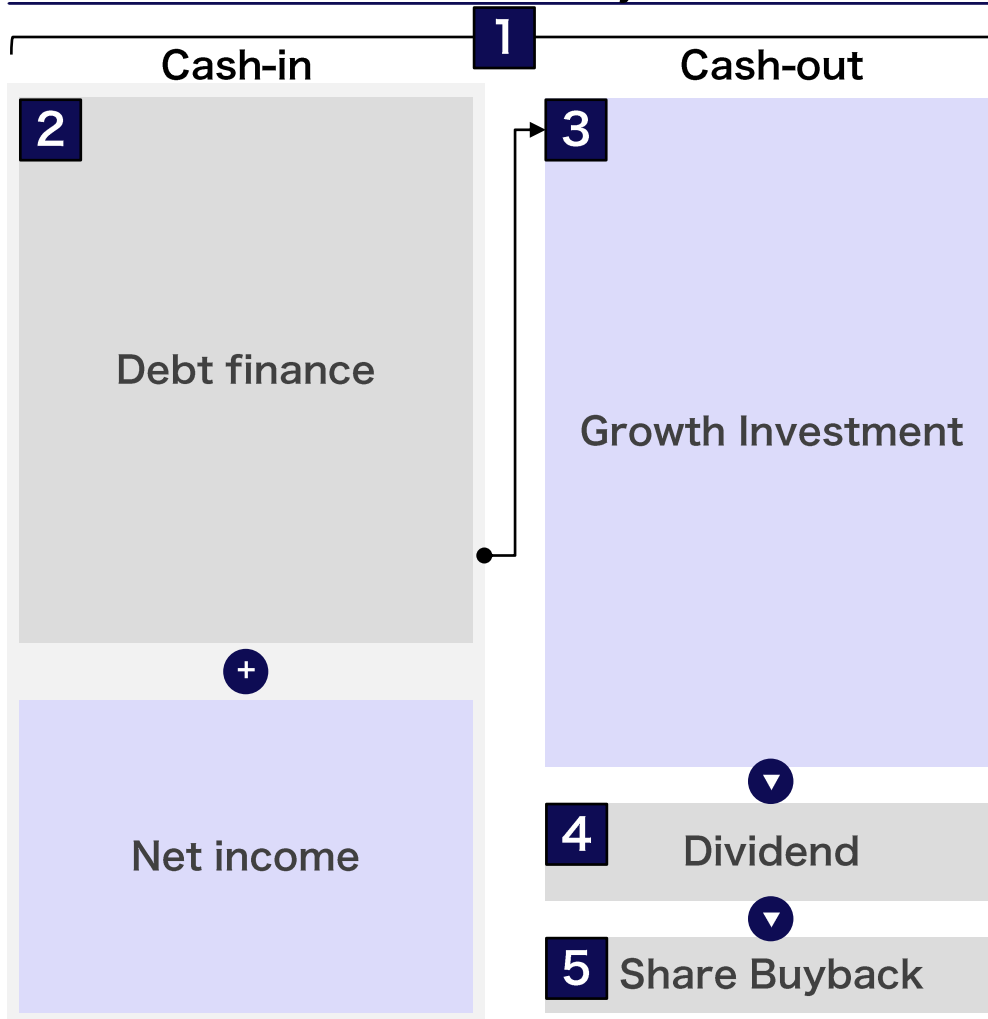 1
Cash-in
Cash-out
2
3
Debt finance
Growth Investment
+
4
Dividend
Net income
5
Share Buyback